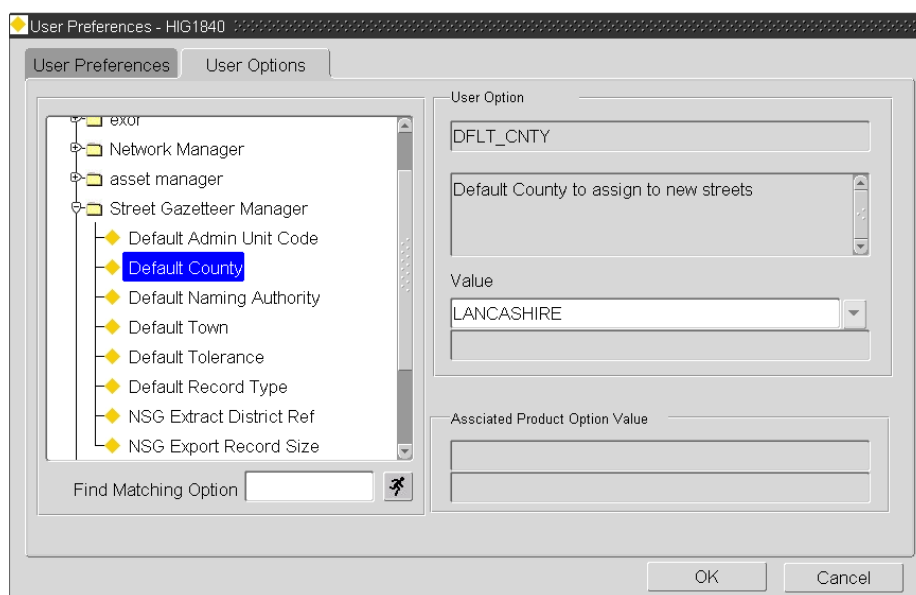 User Preferences - HIG1840
User Preferences
User Options
exor
Network Manager
asset manager
Street Gazetteer Manager
Default Admin Unit Code
Default County
Default Naming Authority
Default Town
Default Tolerance
Default Record Type
NSG Extract District Ref
NSG Export Record Size
Find Matching Option
User Option
DFLT_CNTY
Default County to assign to new streets
Value
LANCASHIRE
Assciated Product Option Value
OK
Cancel